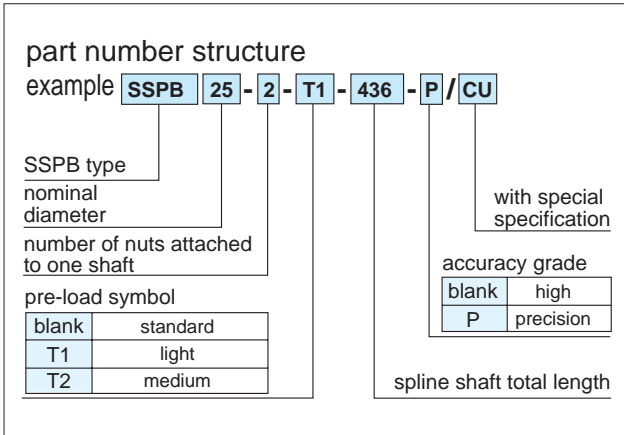 part number structure
example SSPB 25 - 2 - T1 - 436 - P / CU
SSPB type
nominal
diameter
number of nuts attached
to one shaft
pre-load symbol
blank standard
T1 light
T2 medium
with special
specification
accuracy grade
blank high
P precision
spline shaft total length